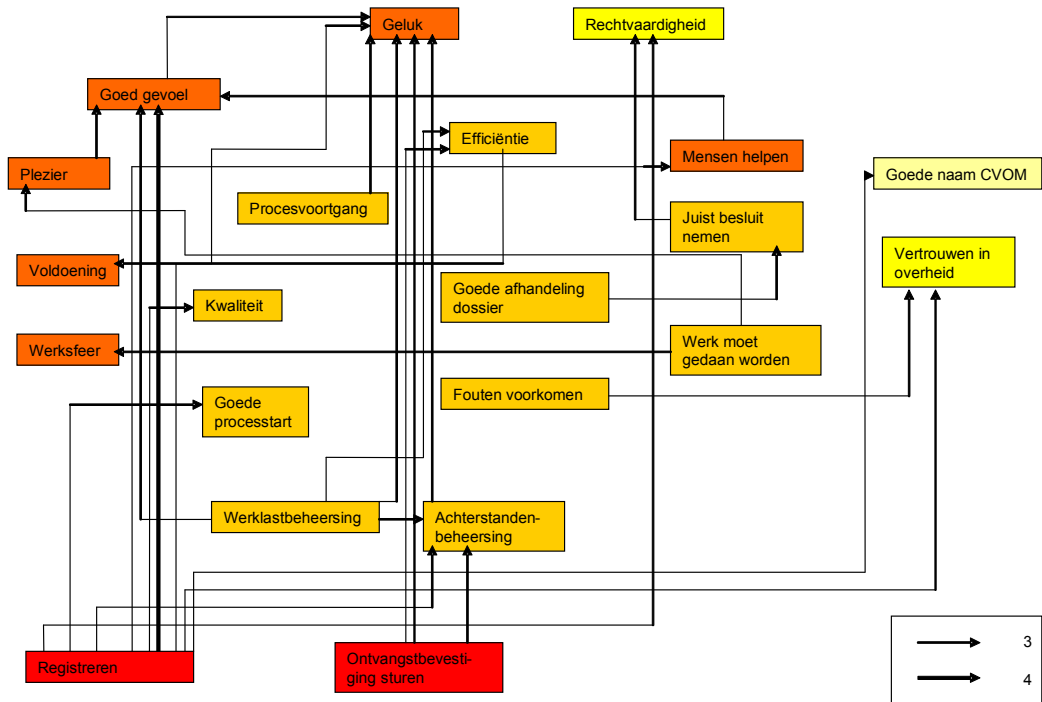 Geluk
Rechtvaardigheid
Goed gevoel
Efficiëntie
Mensen helpen
Plezier
Goede naam CVOM
Procesvoortgang
Juist besluit
nemen
Voldoening
Vertrouwen in
overheid
Goede afhandeling
dossier
Kwaliteit
Werksfeer
Werk moet
gedaan worden
Goede
processtart
Fouten voorkomen
Werklastbeheersing
Achterstanden-
beheersing
Registreren
Ontvangstbevesti-
ging sturen
3
4